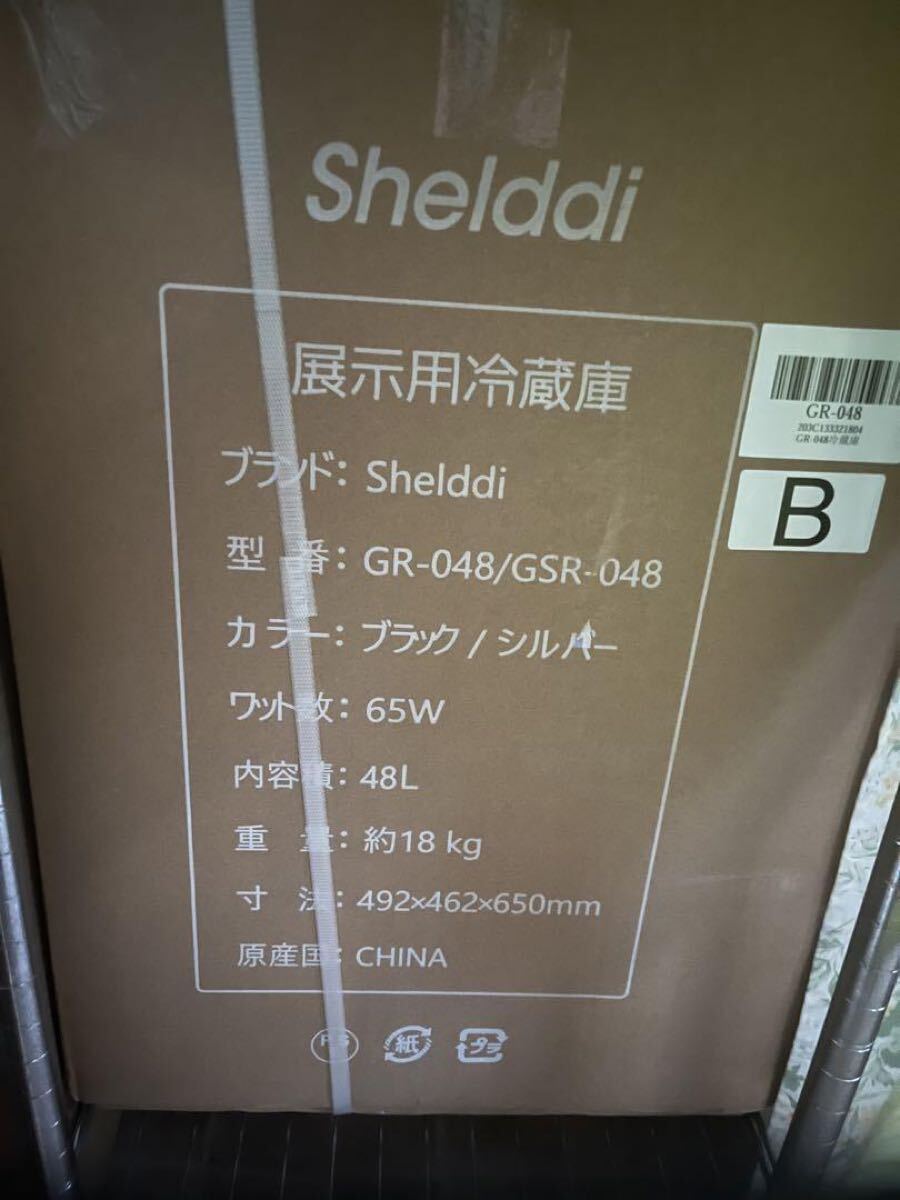 Shelddi
展示用冷蔵庫
ブランド: Shelddi
型 番: GR-048/GSR-048
カラー: ブラック / シルバー
ワット数: 65W
内容積: 48L
重 量: 約18 kg
寸 法: 492×462×650mm
原産国: CHINA
GR-048
203C133321804
GR-048冷蔵庫
B
紙
プラ